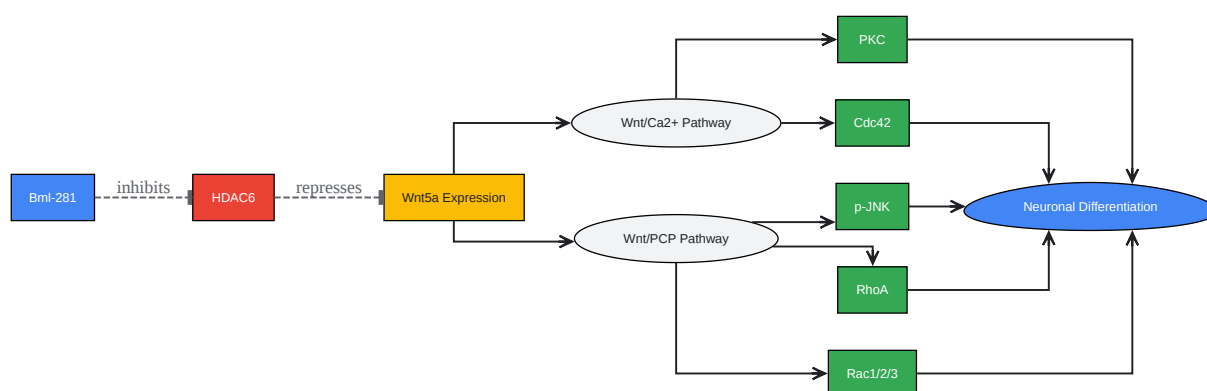 Bml-281
inhibits
HDAC6
represses
Wnt5a Expression
Wnt/Ca2+ Pathway
Wnt/PCP Pathway
PKC
Cdc42
p-JNK
RhoA
Rac1/2/3
Neuronal Differentiation